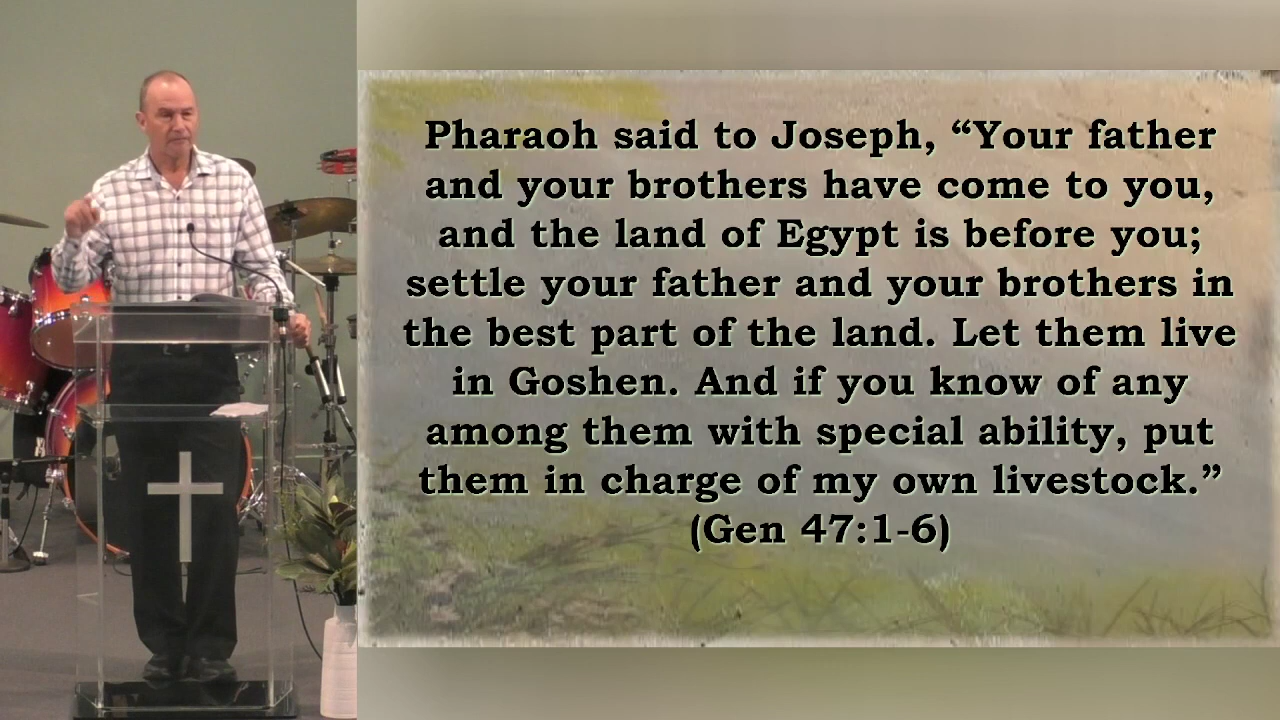 Pharaoh said to Joseph, “Your father
and your brothers have come to you,
and the land of Egypt is before you;
settle your father and your brothers in
the best part of the land. Let them live
in Goshen. And if you know of any
among them with special ability, put
them in charge of my own livestock.”
(Gen 47:1-6)